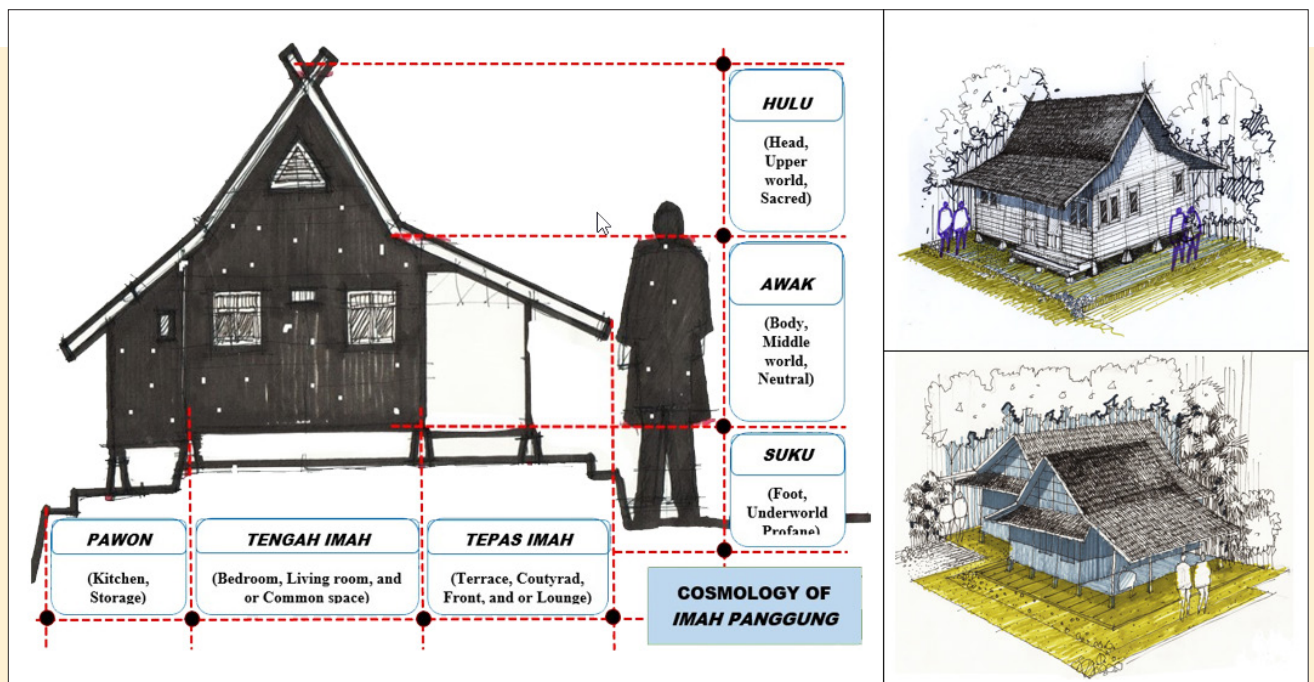 HULU
(Head,
Upper
world,
Sacred)
AWAK
(Body,
Middle
world,
Neutral)
SUKU
(Foot,
Underworld
Profane)
PAWON
(Kitchen,
Storage)
TENGAH IMAH
(Bedroom, Living room, and
or Common space)
TEPAS IMAH
(Terrace, Coutyrad,
Front, and or Lounge)
COSMOLOGY OF
IMAH PANGGUNG